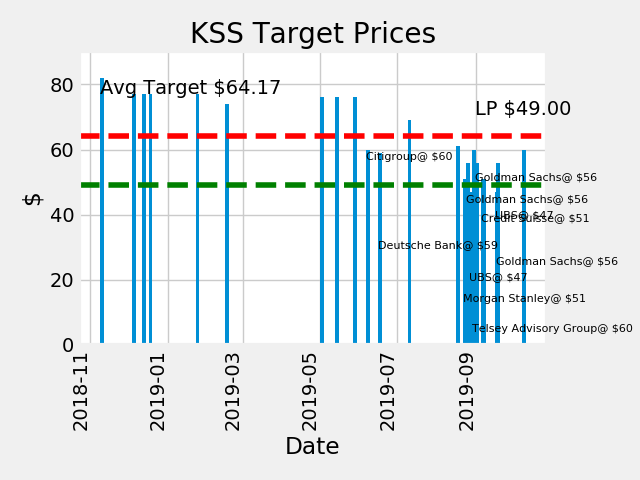 KSS Target Prices
Avg Target $64.17
LP $49.00
80
60
40
20
0
$
Citigroup@ $60
Goldman Sachs@ $56
Goldman Sachs@ $56
UBS@ $47
Credit Suisse@ $51
Deutsche Bank@ $59
Goldman Sachs@ $56
UBS@ $47
Morgan Stanley@ $51
Telsey Advisory Group@ $60
2018-11
2019-01
2019-03
2019-05
2019-07
2019-09
Date